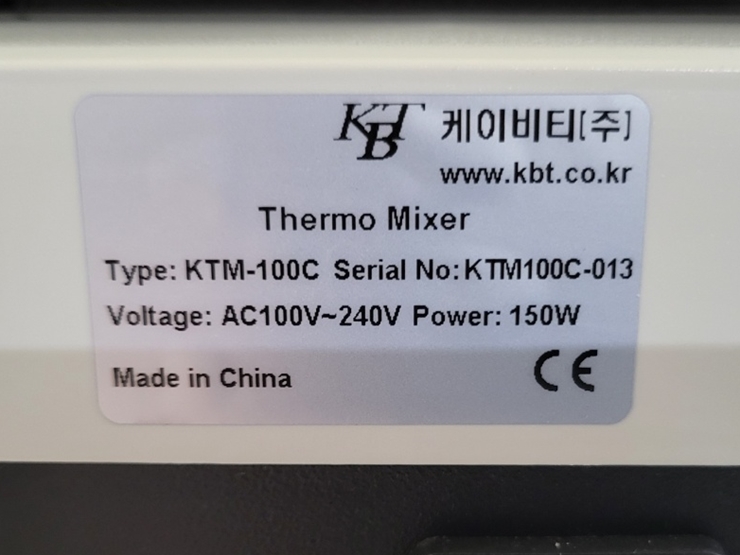 KBT 케이비티[주]
www.kbt.co.kr
Thermo Mixer
Type: KTM-100C Serial No:KTM100C-013
Voltage: AC100V~240V Power: 150W
Made in China CE